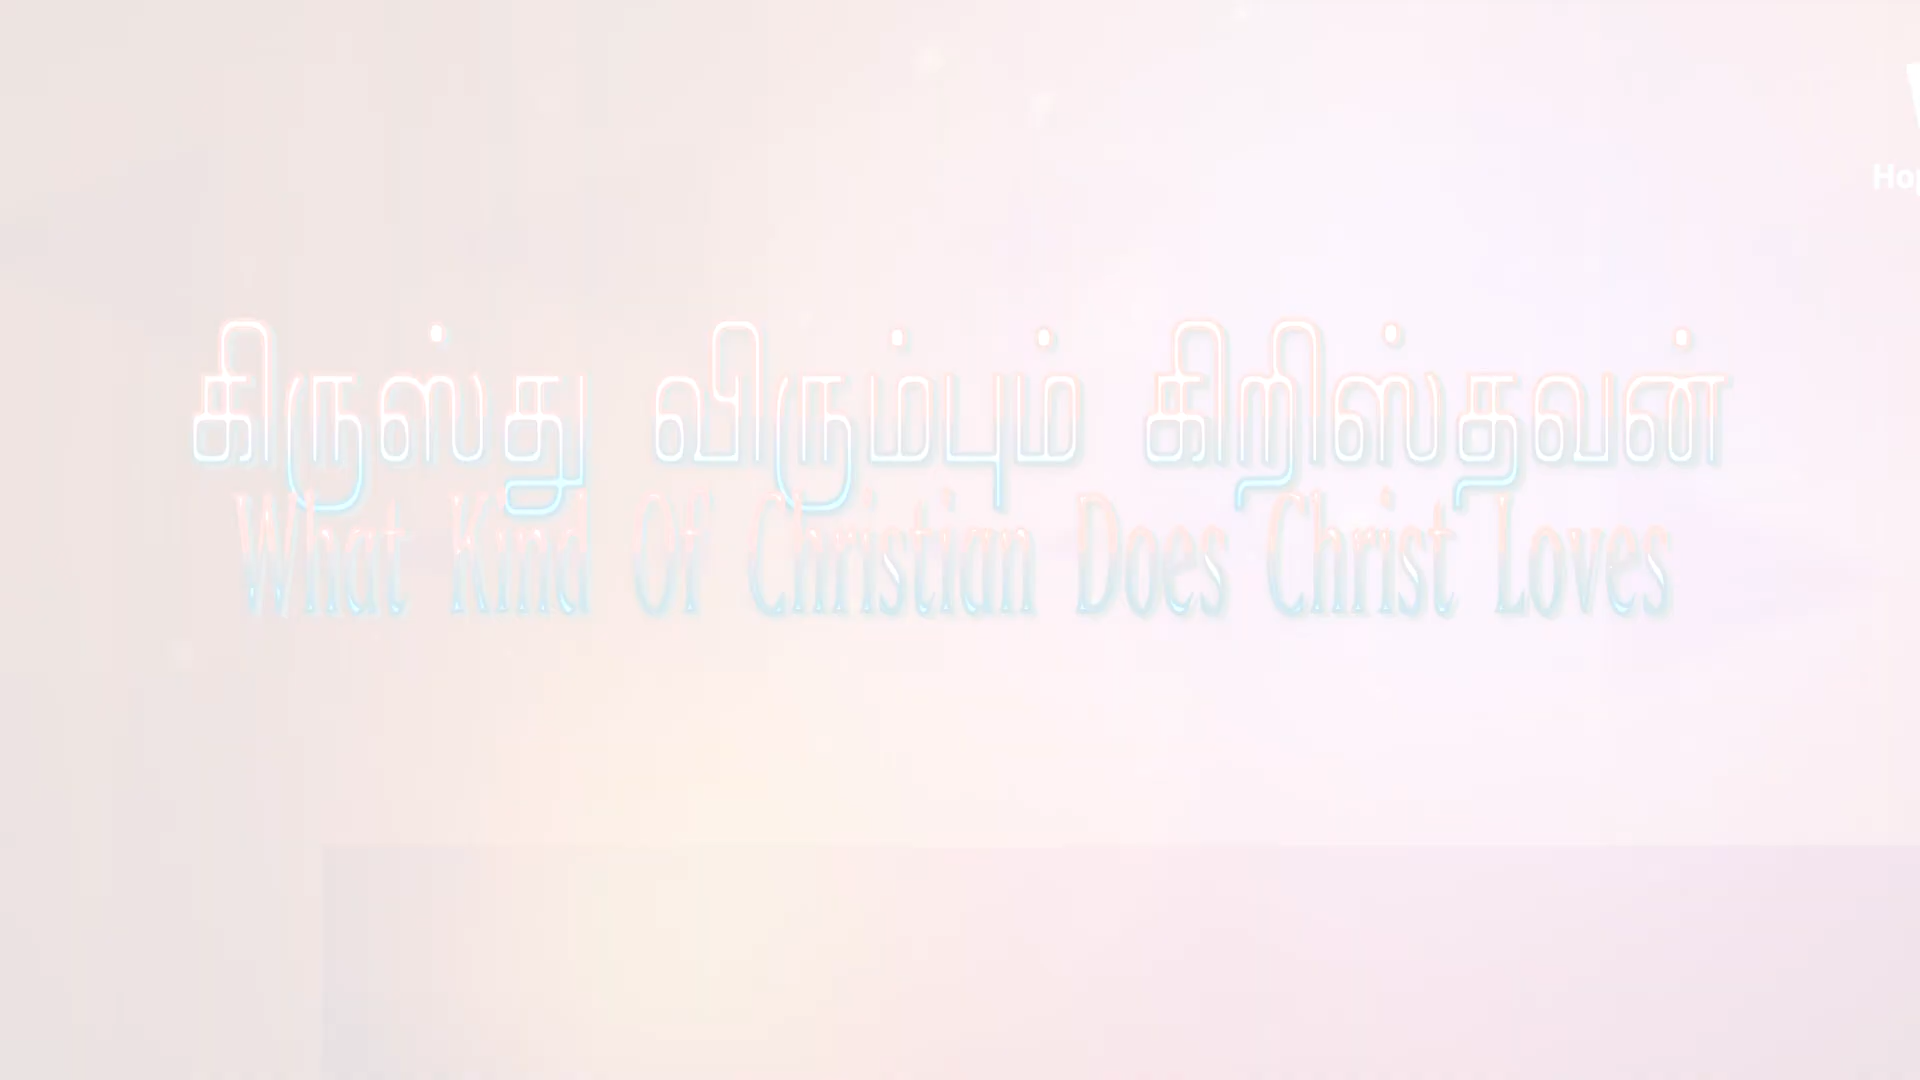 கிருஸ்து விரும்பும் கிறிஸ்தவன்
What Kind Of Christian Does Christ Loves